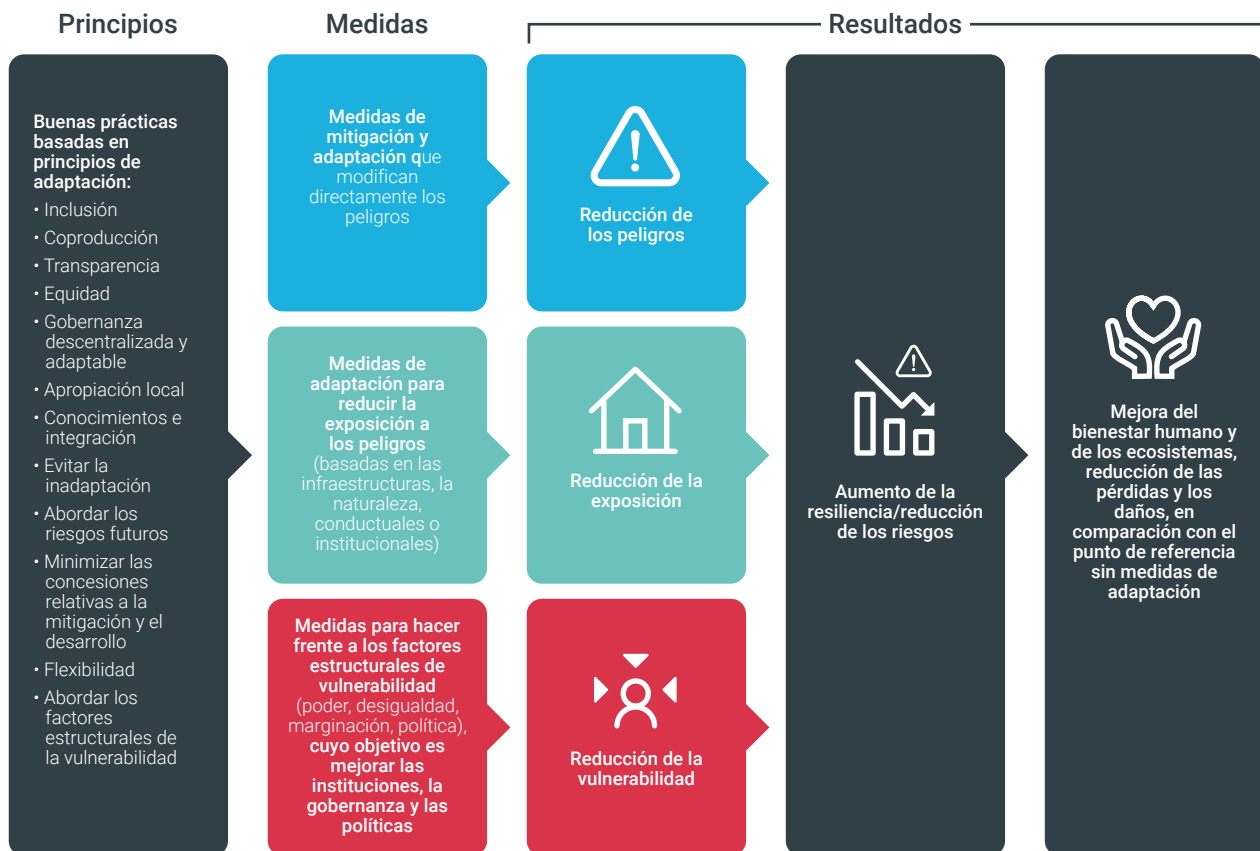 Principios
Medidas
Resultados
Buenas prácticas
basadas en
principios de
adaptación:
• Inclusión
• Coproducción
• Transparencia
• Equidad
• Gobernanza
descentralizada y
adaptable
• Apropiación local
• Conocimientos e
integración
• Evitar la
inadaptación
• Abordar los
riesgos futuros
• Minimizar las
concesiones
relativas a la
mitigación y el
desarrollo
• Flexibilidad
• Abordar los
factores
estructurales de
la vulnerabilidad
Medidas de
mitigación y
adaptación que
modifican
directamente los
peligros
Reducción de
los peligros
Medidas de
adaptación para
reducir la
exposición a
los peligros
(basadas en las
infraestructuras, la
naturaleza,
conductuales o
institucionales)
Reducción de la
exposición
Medidas para hacer
frente a los factores
estructurales de
vulnerabilidad
(poder, desigualdad,
marginación, política),
cuyo objetivo es
mejorar las
instituciones, la
gobernanza y las
políticas
Reducción de la
vulnerabilidad
Aumento de la
resiliencia/reducción
de los riesgos
Mejora del
bienestar humano y
de los ecosistemas,
reducción de las
pérdidas y los
daños, en
comparación con el
punto de referencia
sin medidas de
adaptación